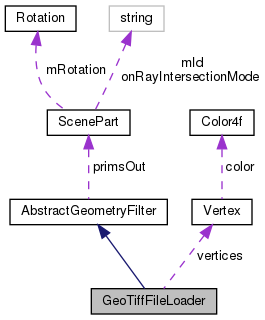 Rotation
string
mRotation
mId
onRayIntersectionMode
ScenePart
Color4f
primsOut
color
AbstractGeometryFilter
Vertex
vertices
GeoTiffFileLoader